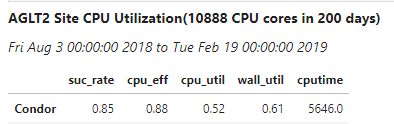 AGLT2 Site CPU Utilization(10888 CPU cores in 200 days)
Fri Aug 3 00:00:00 2018 to Tue Feb 19 00:00:00 2019
suc_rate cpu_eff cpu_util wall_util cputime
Condor 0.85 0.88 0.52 0.61 5646.0